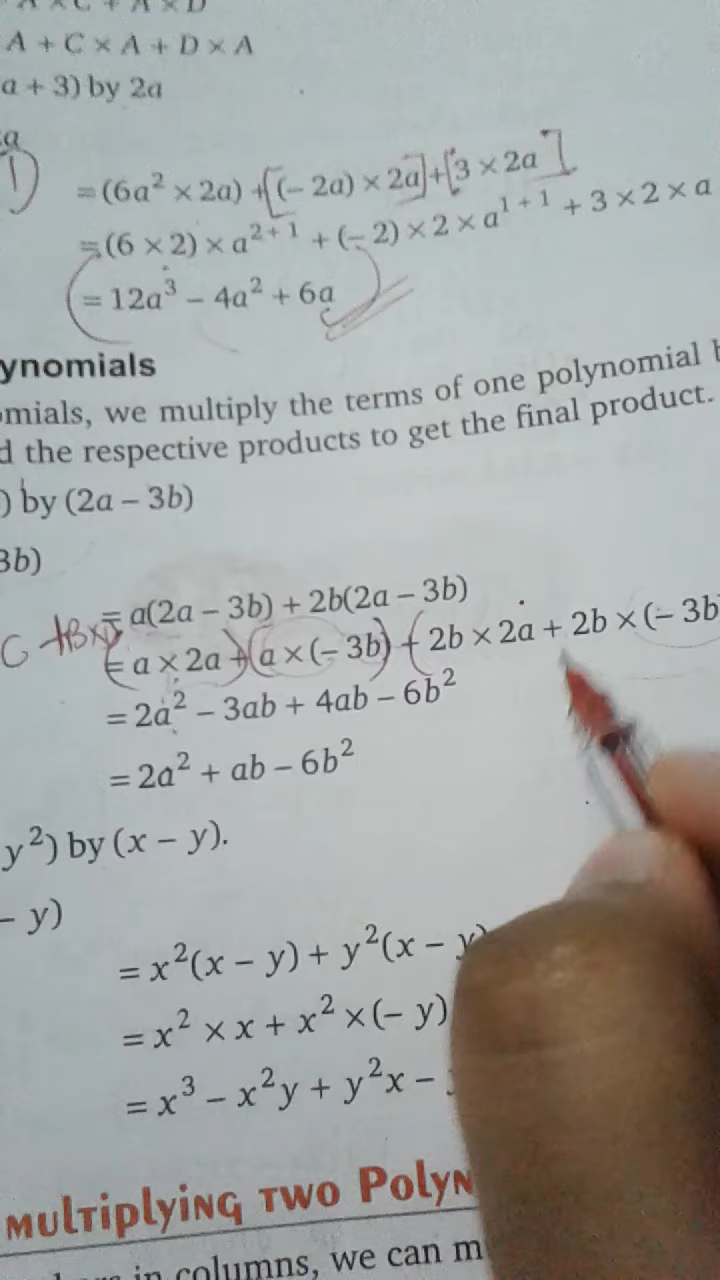 A + C × A + D × A
a + 3) by 2a
a
1)
= (6a² × 2a) + [(– 2a) × 2a] + [3 × 2a]
= (6 × 2) × a²⁺¹ + (– 2) × 2 × a¹⁺¹ + 3 × 2 × a
= 12a³ – 4a² + 6a
ynomials
omials, we multiply the terms of one polynomial b
d the respective products to get the final product.
) by (2a – 3b)
3b)
= a(2a – 3b) + 2b(2a – 3b)
C +B×
= a × 2a + (a × (– 3b) + (2b × 2a + 2b × (– 3b
= 2a² – 3ab + 4ab – 6b²
= 2a² + ab – 6b²
y²) by (x – y).
– y)
= x²(x – y) + y²(x – y)
= x² × x + x² × (– y)
= x³ – x²y + y²x –
MULTIPLYING TWO POLYN
in columns, we can m